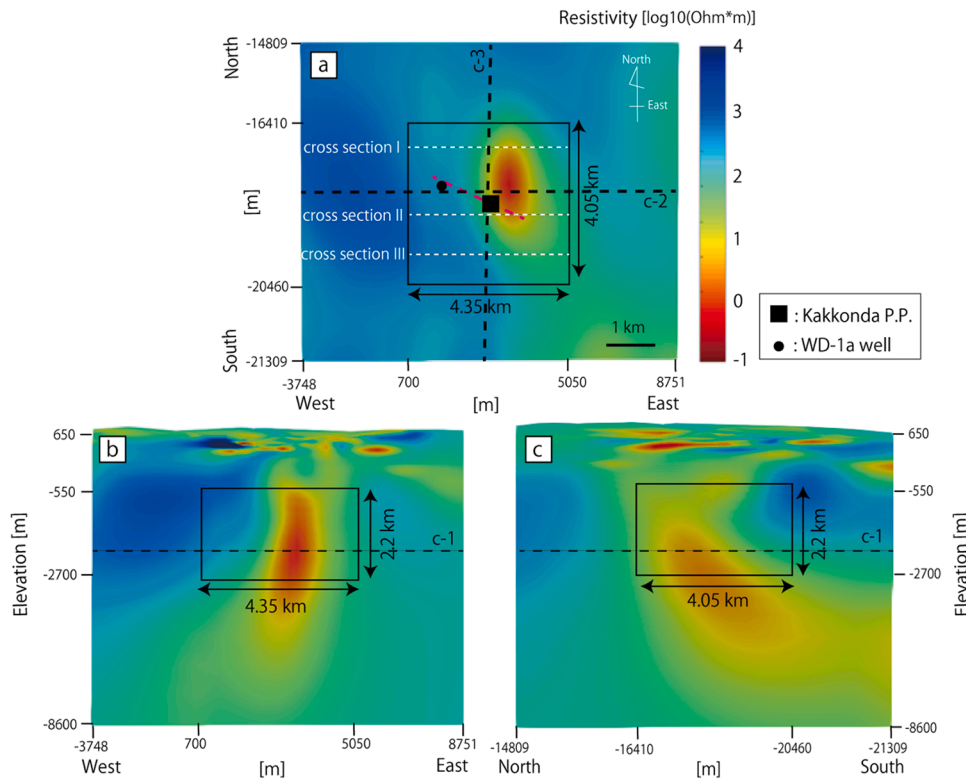 Resistivity [log10(Ohm*m)]
a
North
-14809
-16410
[m]
-20460
South
-21309
c-3
North
East
cross section I
c-2
cross section II
cross section III
4.05 km
4.35 km
1 km
-3748
700
5050
8751
West
[m]
East
4
3
2
1
0
-1
: Kakkonda P.P.
: WD-1a well
b
650
-550
Elevation [m]
-2700
-8600
c-1
2.2 km
4.35 km
-3748
700
5050
8751
West
[m]
East
c
650
-550
Elevation [m]
-2700
-8600
c-1
2.2 km
4.05 km
-14809
-16410
-20460
-21309
North
[m]
South